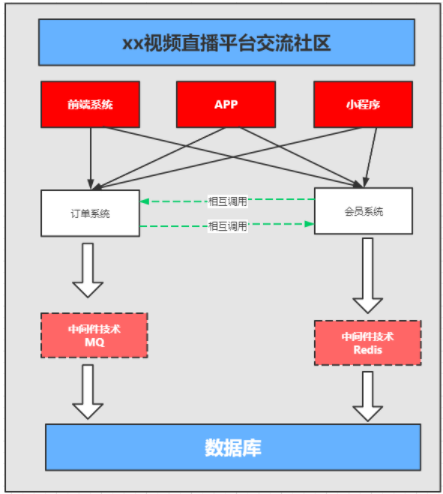 xx视频直播平台交流社区
前端系统
APP
小程序
订单系统
相互调用
相互调用
会员系统
中间件技术
MQ
中间件技术
Redis
数据库